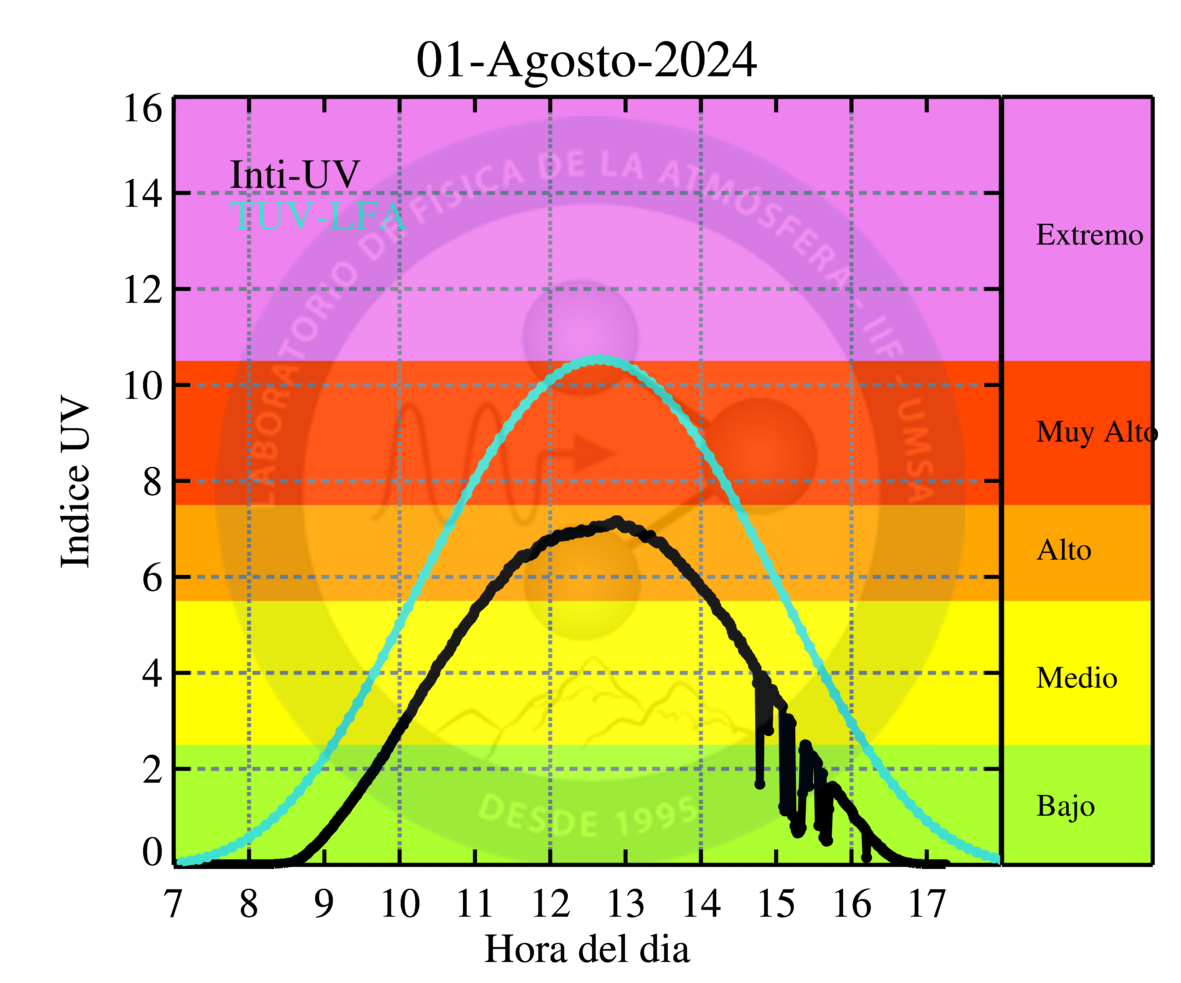 01-Agosto-2024
16
14
12
10
8
6
4
2
0
Indice UV
Inti-UV
TUV-LFA
LABORATORIO DE FÍSICA DE LA ATMÓSFERA - IIF - UMSA
DESDE 1995
Extremo
Muy Alto
Alto
Medio
Bajo
7 8 9 10 11 12 13 14 15 16 17
Hora del dia